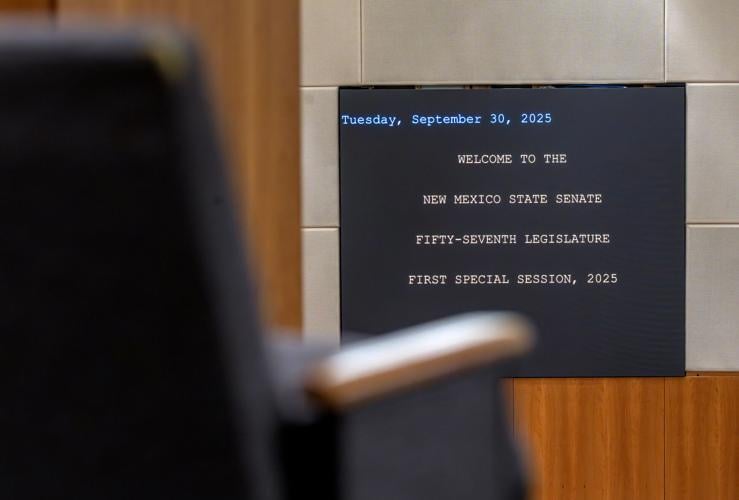 Tuesday, September 30, 2025
WELCOME TO THE
NEW MEXICO STATE SENATE
FIFTY-SEVENTH LEGISLATURE
FIRST SPECIAL SESSION, 2025